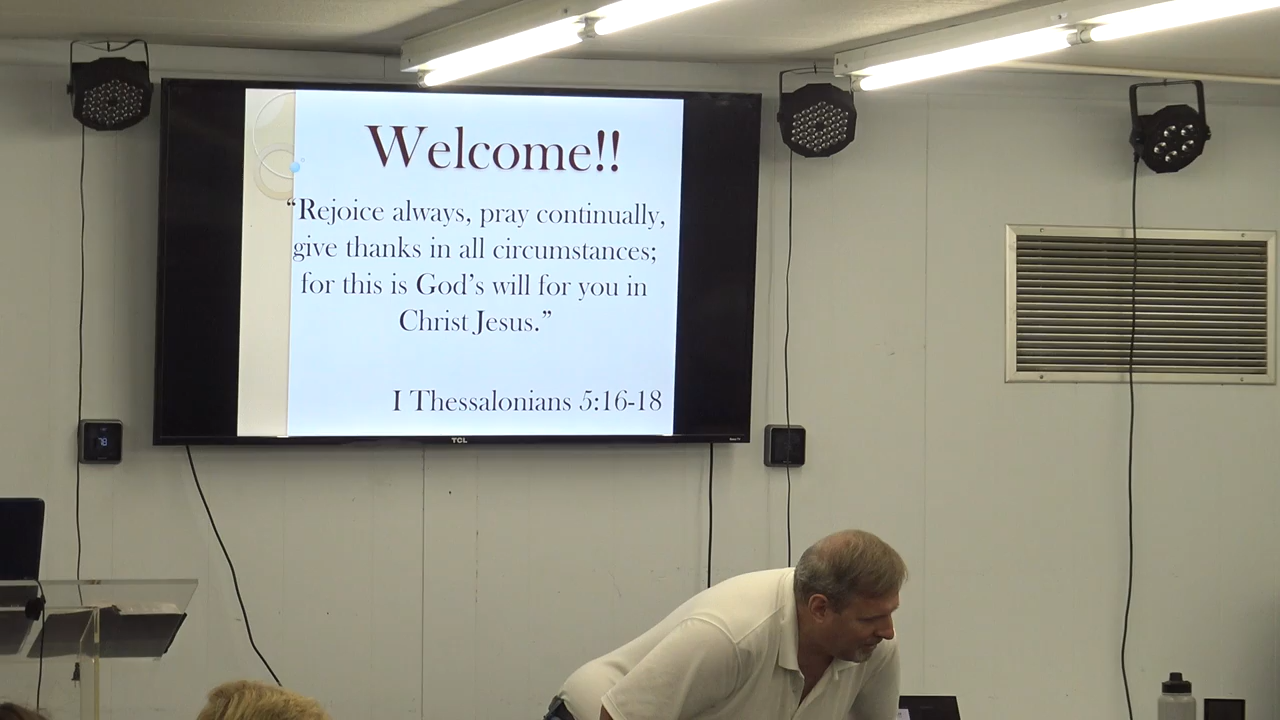 Welcome!!
“Rejoice always, pray continually,
give thanks in all circumstances;
for this is God’s will for you in
Christ Jesus.”
I Thessalonians 5:16-18
TCL
78